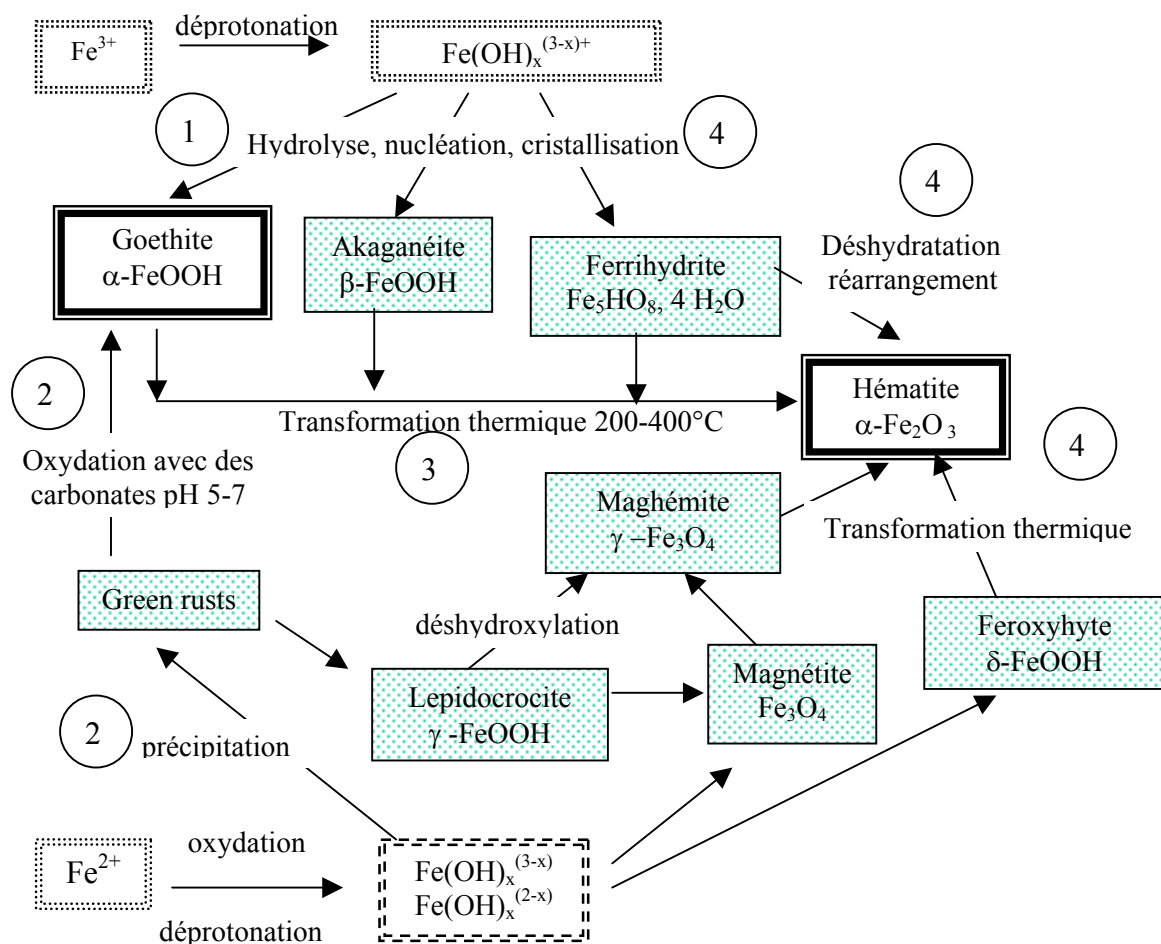 Fe³⁺
déprotonation
Fe(OH)ₓ⁽³⁻ˣ⁾⁺
1
Hydrolyse, nucléation, cristallisation
4
4
Goethite
α-FeOOH
Akaganéite
β-FeOOH
Ferrihydrite
Fe₅HO₈, 4 H₂O
Déshydratation
réarrangement
2
Transformation thermique 200-400°C
Hématite
α-Fe₂O₃
Oxydation avec des
carbonates pH 5-7
3
4
Maghémite
γ –Fe₃O₄
Transformation thermique
Green rusts
déshydroxylation
Feroxyhyte
δ-FeOOH
Lepidocrocite
γ -FeOOH
Magnétite
Fe₃O₄
2
précipitation
Fe²⁺
oxydation
déprotonation
Fe(OH)ₓ⁽³⁻ˣ⁾
Fe(OH)ₓ⁽²⁻ˣ⁾